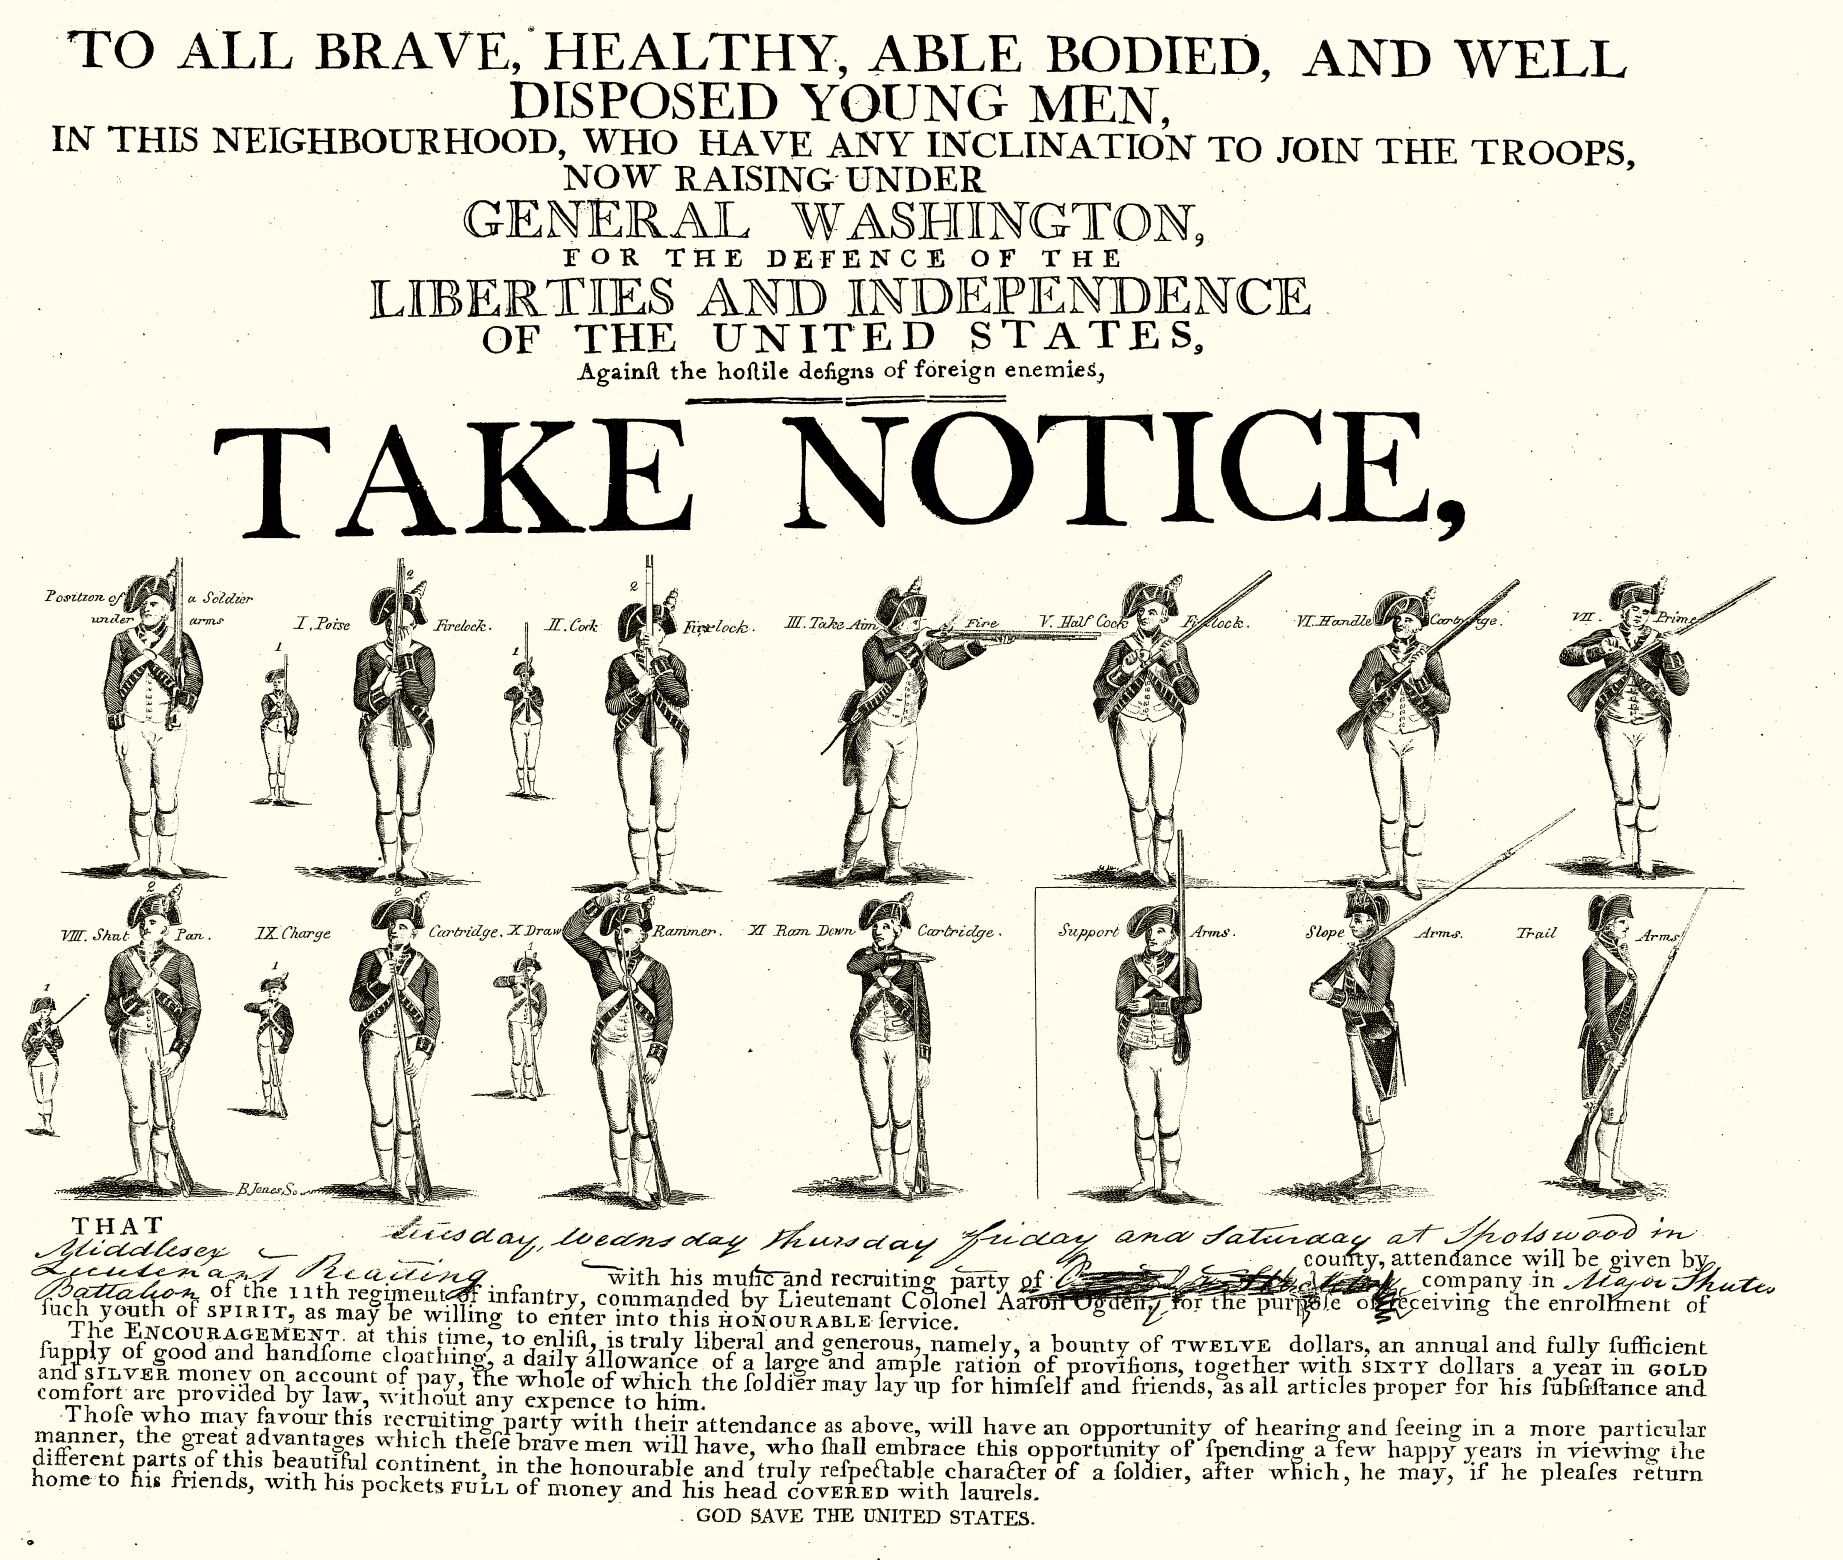 TO ALL BRAVE, HEALTHY, ABLE BODIED, AND WELL
DISPOSED YOUNG MEN,
IN THIS NEIGHBOURHOOD, WHO HAVE ANY INCLINATION TO JOIN THE TROOPS,
NOW RAISING UNDER
GENERAL WASHINGTON,
FOR THE DEFENCE OF THE
LIBERTIES AND INDEPENDENCE
OF THE UNITED STATES,
Againſt the hoſtile deſigns of foreign enemies,
TAKE NOTICE,
Position of a Soldier
under arms
1
I. Poise Firelock.
2
1
II. Cock Firelock.
2
III. Take Aim Fire
V. Half Cock Firelock.
VI. Handle Cartridge.
VII. Prime
1
VIII. Shut Pan.
2
1
IX Charge Cartridge.
2
1
X Draw Rammer.
2
XI Ram Down Cartridge.
Support Arms.
Slope Arms.
Trail Arms
B Jones Sc.
THAT tuesday, wednsday thursday friday and saturday at Spotswood in
Middlesex county, attendance will be given by
Lieutenant Reading with his muſic and recruiting party of company in Major Shutes
Battalion of the 11th regiment of infantry, commanded by Lieutenant Colonel Aaron Ogden, for the purpoſe of receiving the enrollment of
ſuch youth of SPIRIT, as may be willing to enter into this HONOURABLE ſervice.
The ENCOURAGEMENT. at this time, to enliſt, is truly liberal and generous, namely, a bounty of TWELVE dollars, an annual and fully ſufficient
ſupply of good and handſome cloathing, a daily allowance of a large and ample ration of proviſions, together with SIXTY dollars a year in GOLD
and SILVER money on account of pay, the whole of which the ſoldier may lay up for himſelf and friends, as all articles proper for his ſubſiſtance and
comfort are provided by law, without any expence to him.
Thoſe who may favour this recruiting party with their attendance as above, will have an opportunity of hearing and ſeeing in a more particular
manner, the great advantages which theſe brave men will have, who ſhall embrace this opportunity of ſpending a few happy years in viewing the
different parts of this beautiful continent, in the honourable and truly reſpectable character of a ſoldier, after which, he may, if he pleaſes return
home to his friends, with his pockets FULL of money and his head COVERED with laurels.
GOD SAVE THE UNITED STATES.